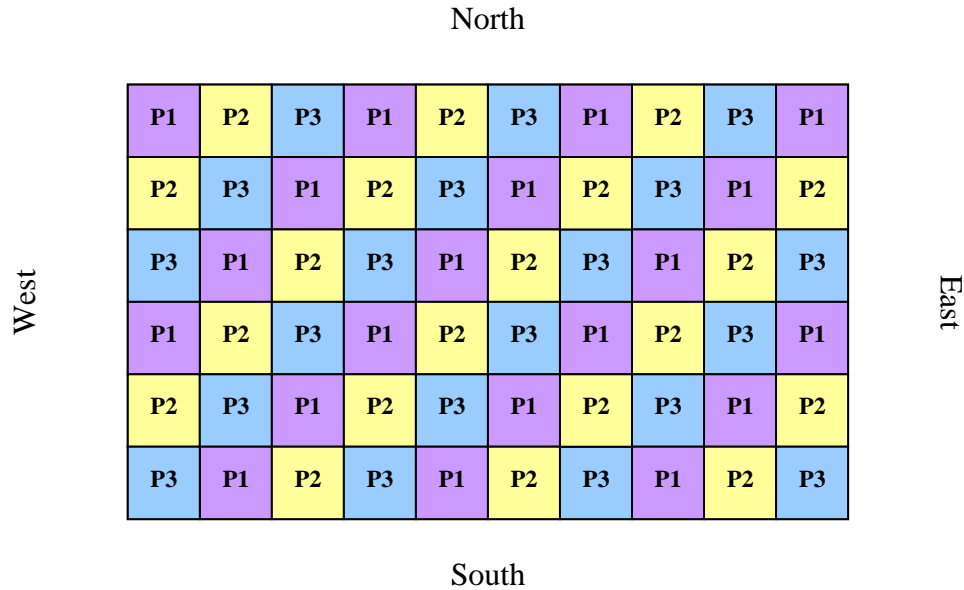 North
P1 P2 P3 P1 P2 P3 P1 P2 P3 P1
P2 P3 P1 P2 P3 P1 P2 P3 P1 P2
P3 P1 P2 P3 P1 P2 P3 P1 P2 P3
West
East
P1 P2 P3 P1 P2 P3 P1 P2 P3 P1
P2 P3 P1 P2 P3 P1 P2 P3 P1 P2
P3 P1 P2 P3 P1 P2 P3 P1 P2 P3
South